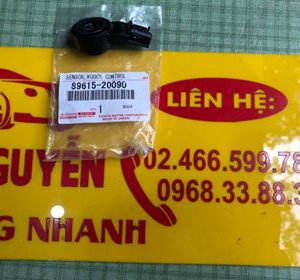 SENSOR, KNOCK CONTROL
89615-20090
1
LIÊN HỆ:
NGUYỄN
02.466.599.78
0968.33.88.3
G NHANH